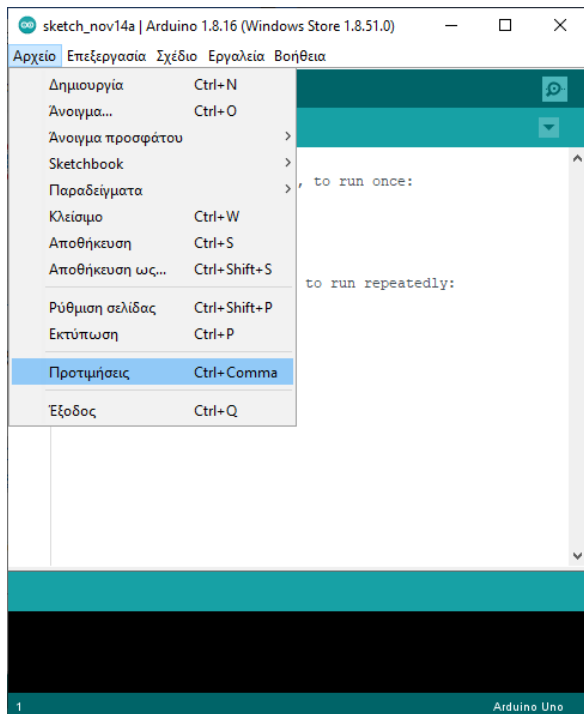 sketch_nov14a | Arduino 1.8.16 (Windows Store 1.8.51.0)
Αρχείο Επεξεργασία Σχέδιο Εργαλεία Βοήθεια
Δημιουργία Ctrl+N
Άνοιγμα... Ctrl+O
Άνοιγμα προσφάτου
Sketchbook
Παραδείγματα
, to run once:
Κλείσιμο Ctrl+W
Αποθήκευση Ctrl+S
Αποθήκευση ως... Ctrl+Shift+S
to run repeatedly:
Ρύθμιση σελίδας Ctrl+Shift+P
Εκτύπωση Ctrl+P
Προτιμήσεις Ctrl+Comma
Έξοδος Ctrl+Q
1 Arduino Uno